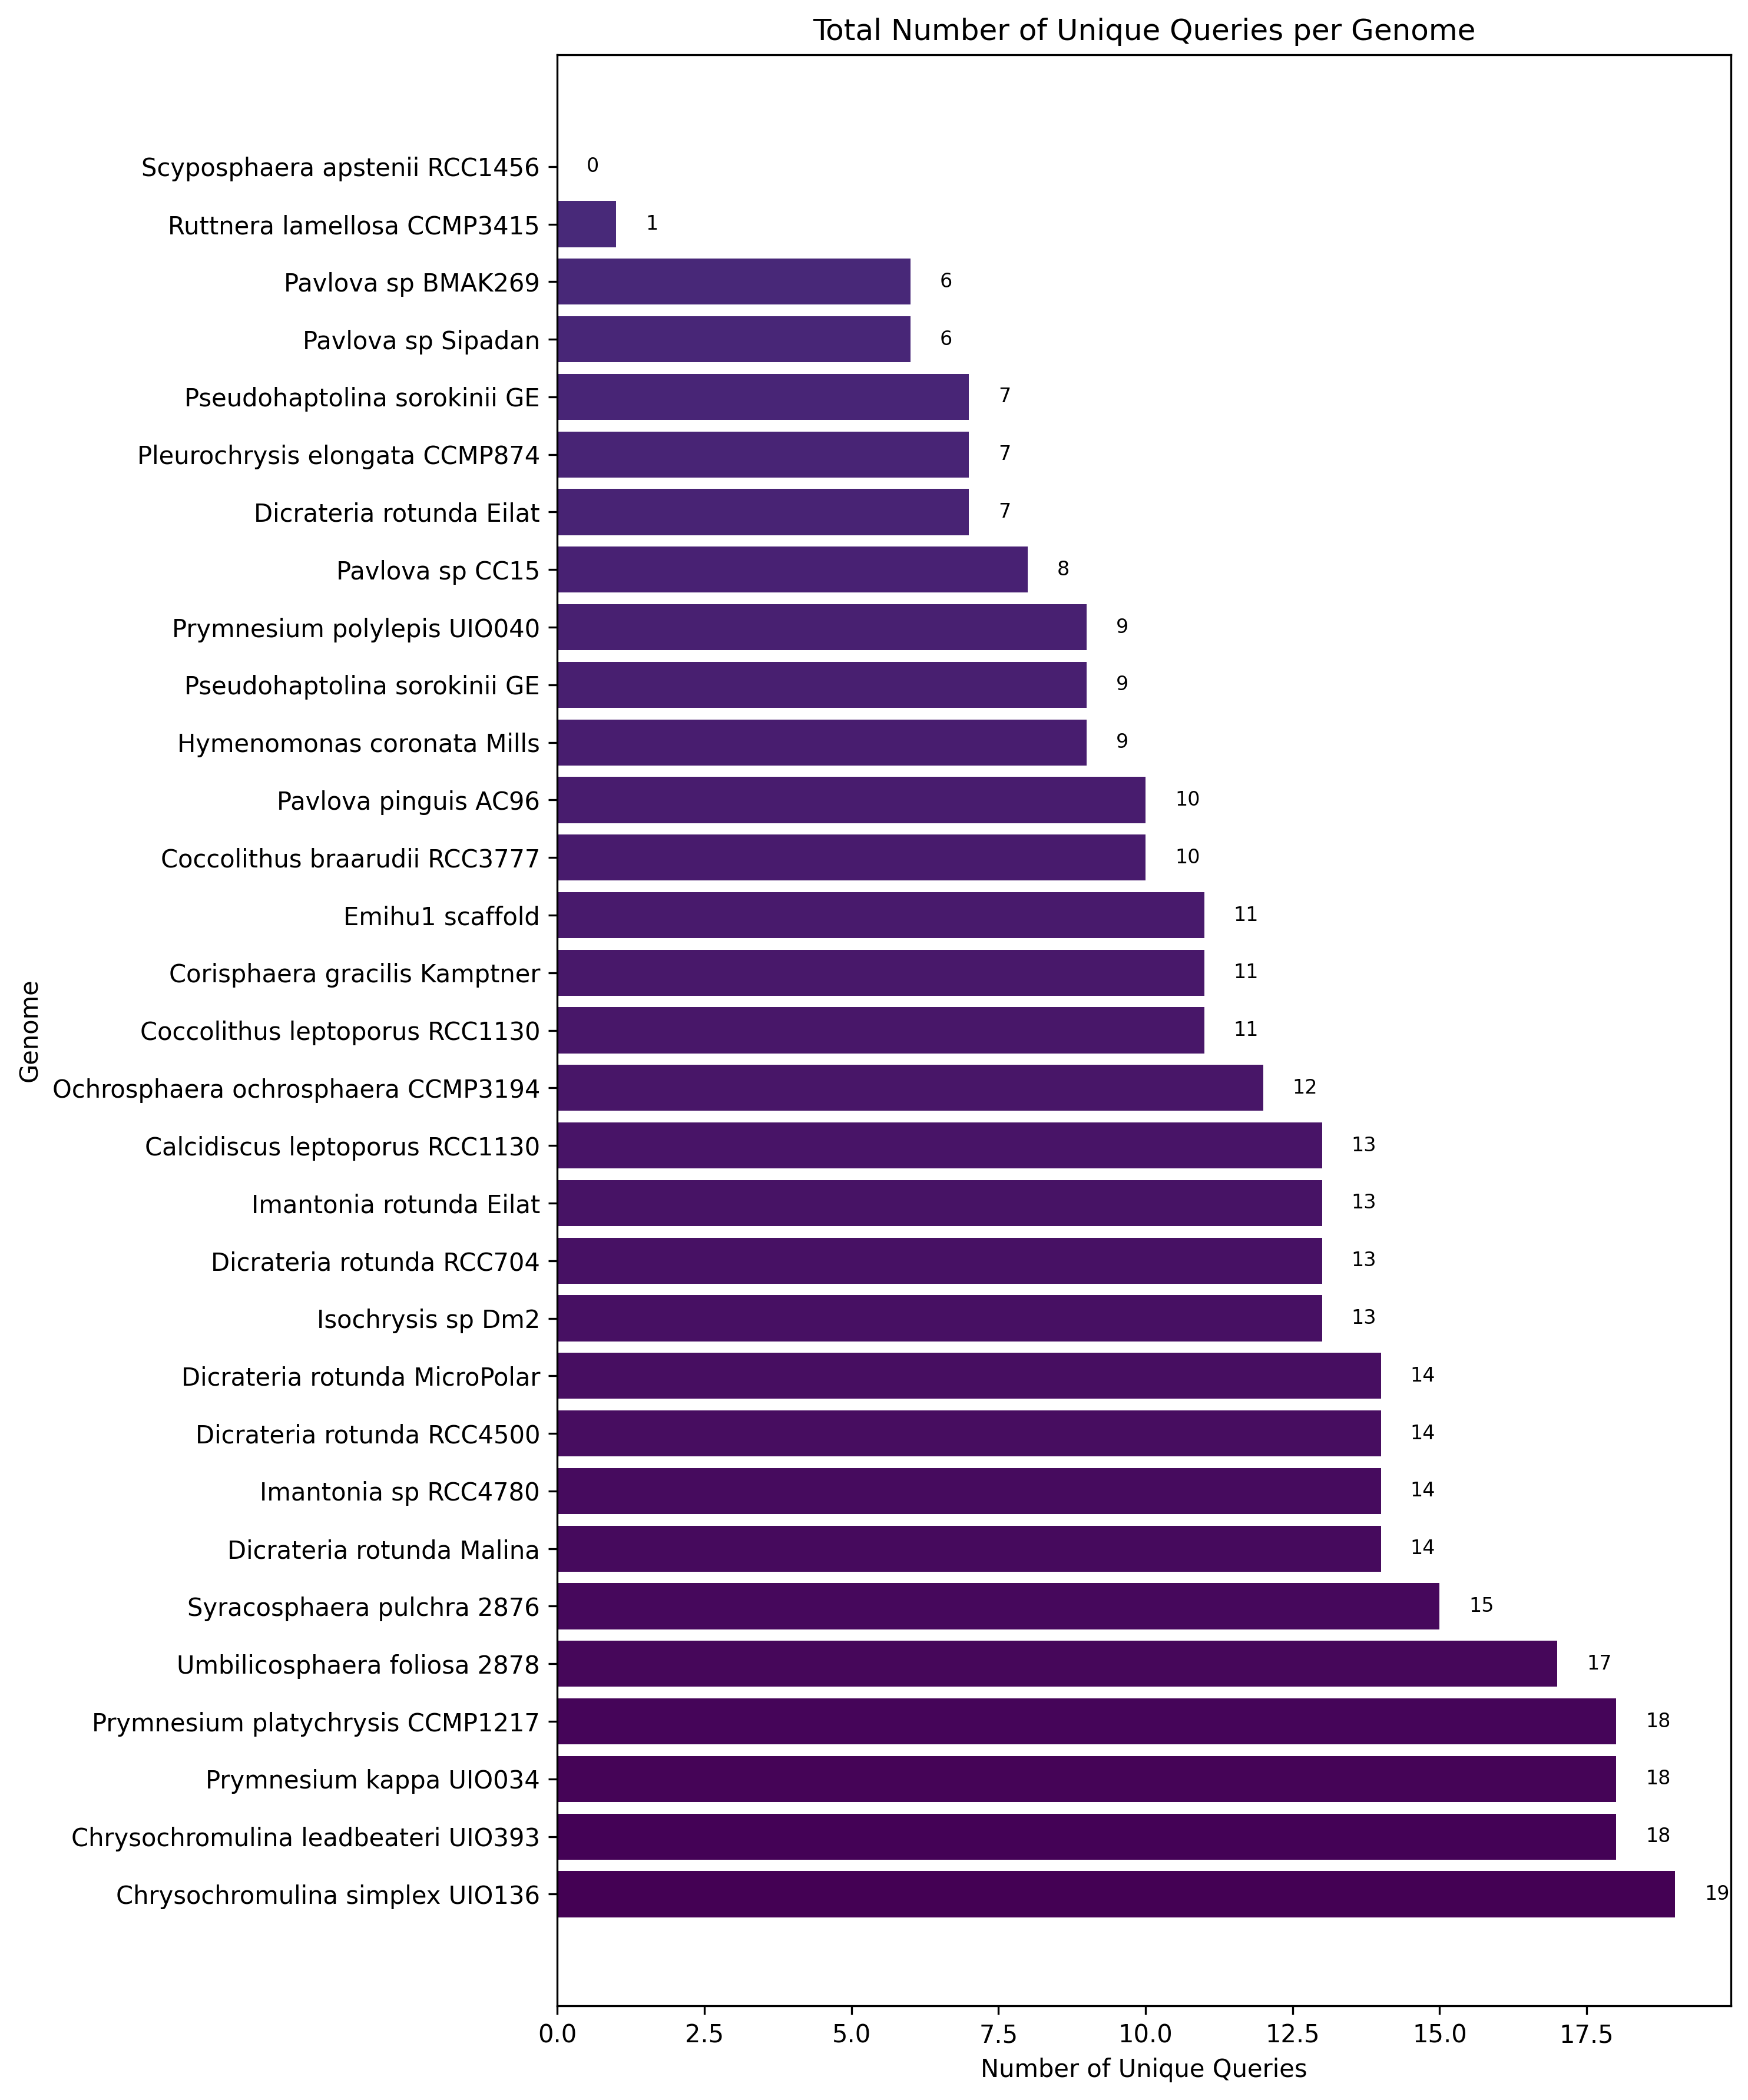 Total Number of Unique Queries per Genome
Scyposphaera apstenii RCC1456 0
Ruttnera lamellosa CCMP3415 1
Pavlova sp BMAK269 6
Pavlova sp Sipadan 6
Pseudohaptolina sorokinii GE 7
Pleurochrysis elongata CCMP874 7
Dicrateria rotunda Eilat 7
Pavlova sp CC15 8
Prymnesium polylepis UIO040 9
Pseudohaptolina sorokinii GE 9
Hymenomonas coronata Mills 9
Pavlova pinguis AC96 10
Coccolithus braarudii RCC3777 10
Emihu1 scaffold 11
Corisphaera gracilis Kamptner 11
Coccolithus leptoporus RCC1130 11
Genome
Ochrosphaera ochrosphaera CCMP3194 12
Calcidiscus leptoporus RCC1130 13
Imantonia rotunda Eilat 13
Dicrateria rotunda RCC704 13
Isochrysis sp Dm2 13
Dicrateria rotunda MicroPolar 14
Dicrateria rotunda RCC4500 14
Imantonia sp RCC4780 14
Dicrateria rotunda Malina 14
Syracosphaera pulchra 2876 15
Umbilicosphaera foliosa 2878 17
Prymnesium platychrysis CCMP1217 18
Prymnesium kappa UIO034 18
Chrysochromulina leadbeateri UIO393 18
Chrysochromulina simplex UIO136 19
0.0 2.5 5.0 7.5 10.0 12.5 15.0 17.5
Number of Unique Queries